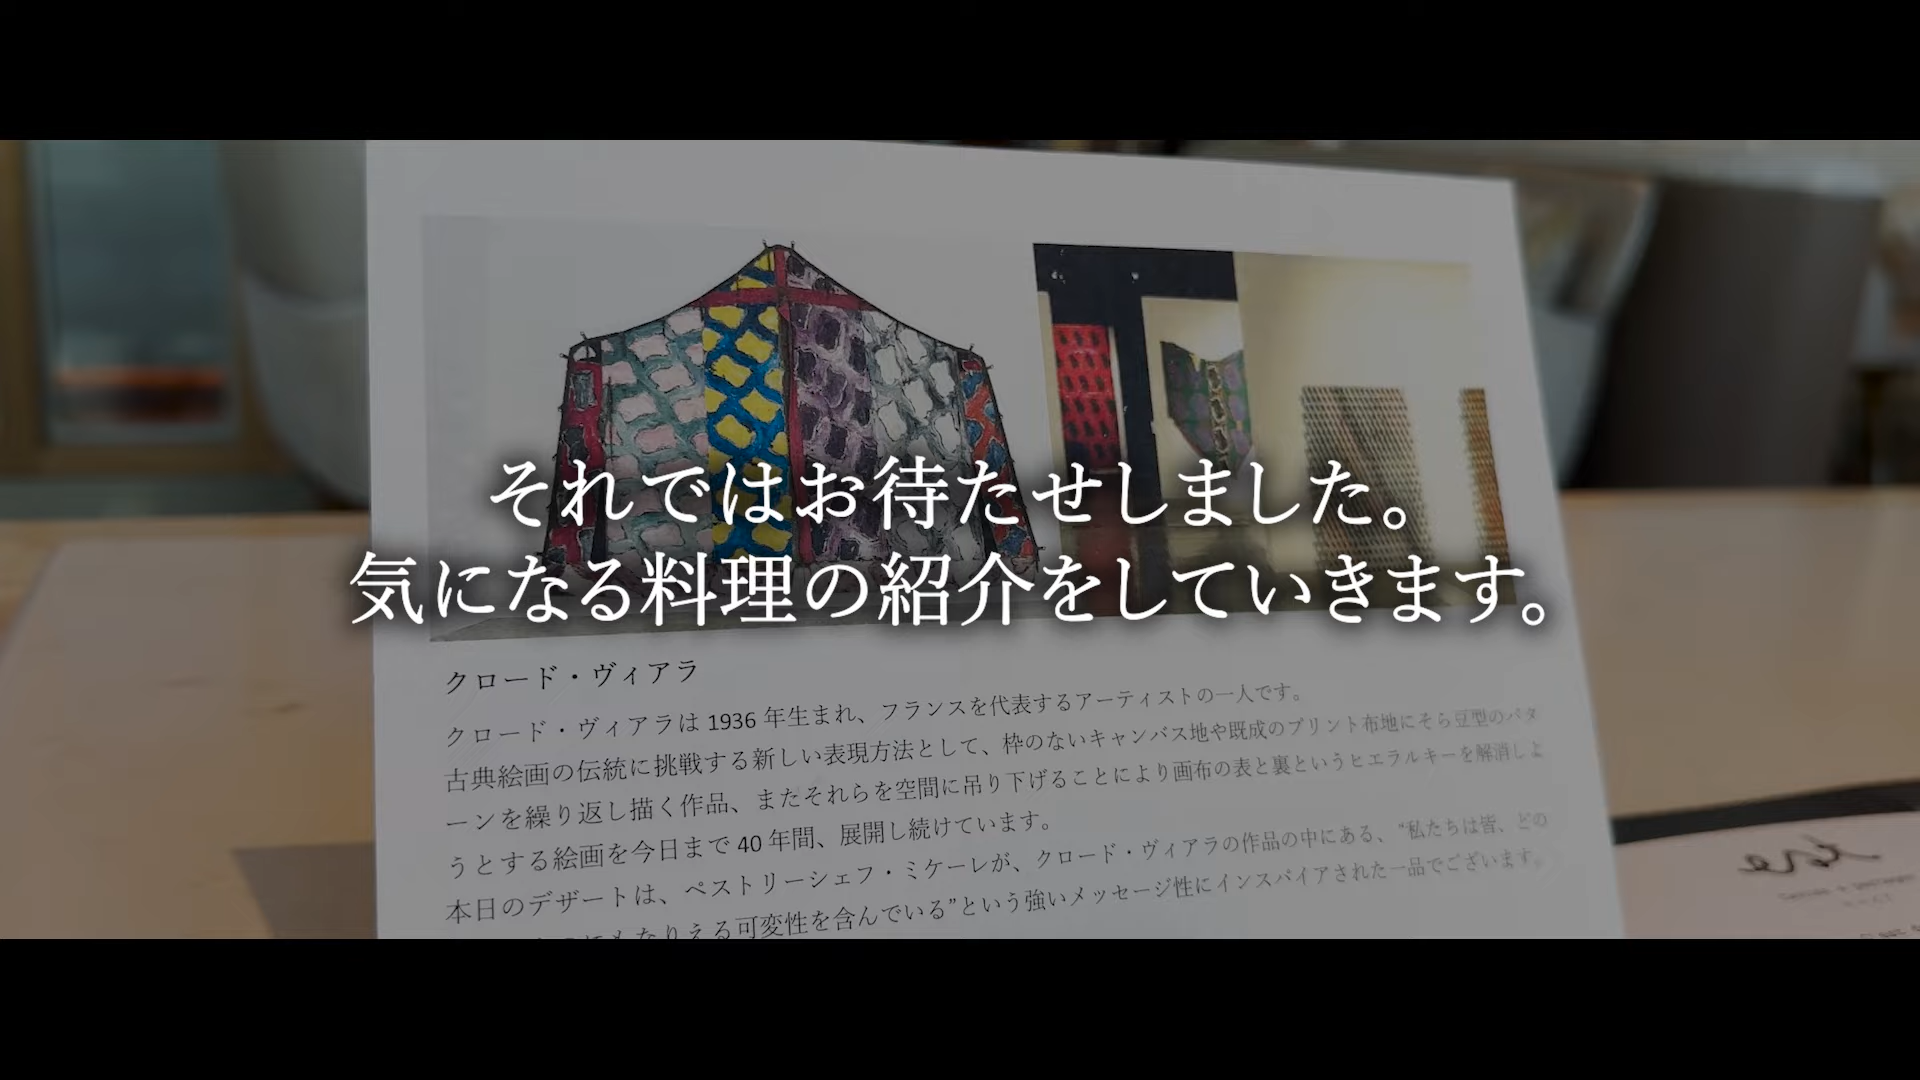 それではお待たせしました。
気になる料理の紹介をしていきます。
クロード・ヴィアラ
クロード・ヴィアラは 1936 年生まれ、フランスを代表するアーティストの一人です。
古典絵画の伝統に挑戦する新しい表現方法として、枠のないキャンバス地や既成のプリント布地にそら豆型のパタ
ーンを繰り返し描く作品、またそれらを空間に吊り下げることにより画布の表と裏というヒエラルキーを解消しよ
うとする絵画を今日まで 40 年間、展開し続けています。
本日のデザートは、ペストリーシェフ・ミケーレが、クロード・ヴィアラの作品の中にある、“私たちは皆、どの
にもなりえる可変性を含んでいる”という強いメッセージ性にインスパイアされた一品でございます。